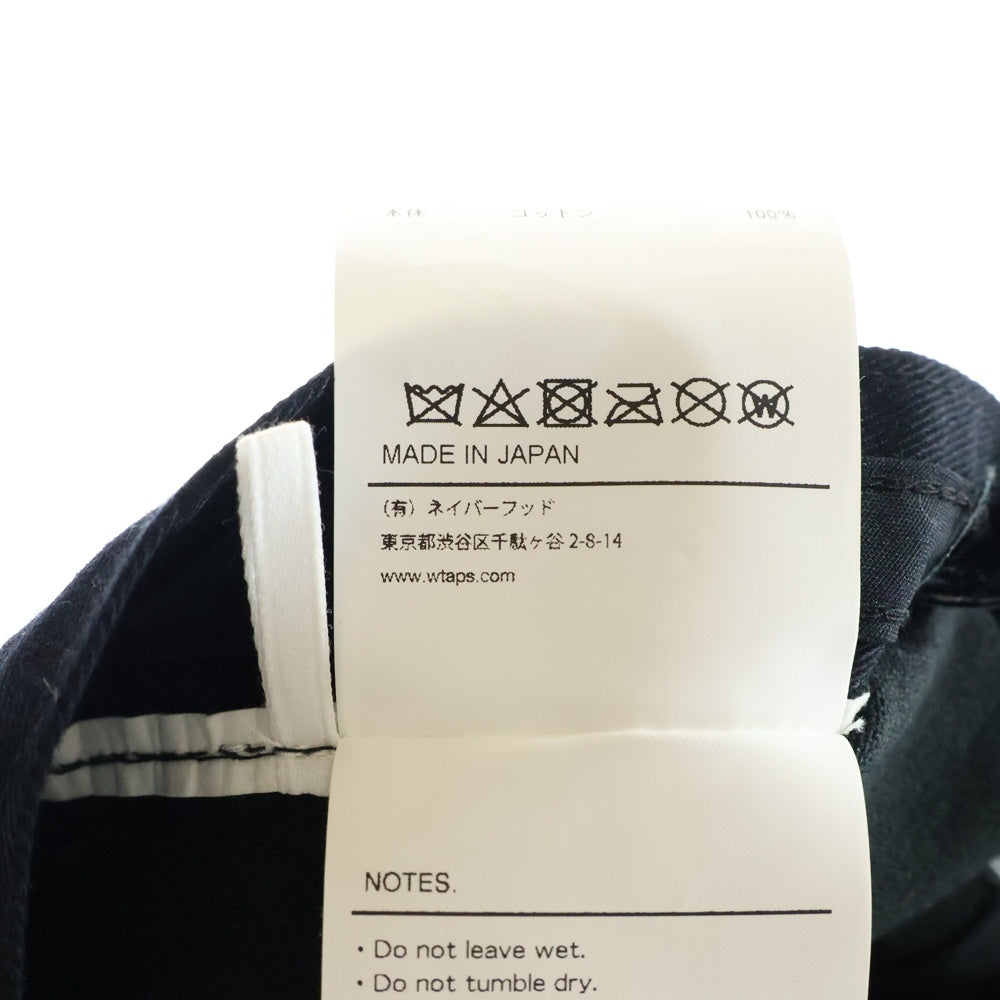 本体 コットン 100%
W
MADE IN JAPAN
(有) ネイバーフッド
東京都渋谷区千駄ヶ谷 2-8-14
www.wtaps.com
NOTES.
・Do not leave wet.
・Do not tumble dry.